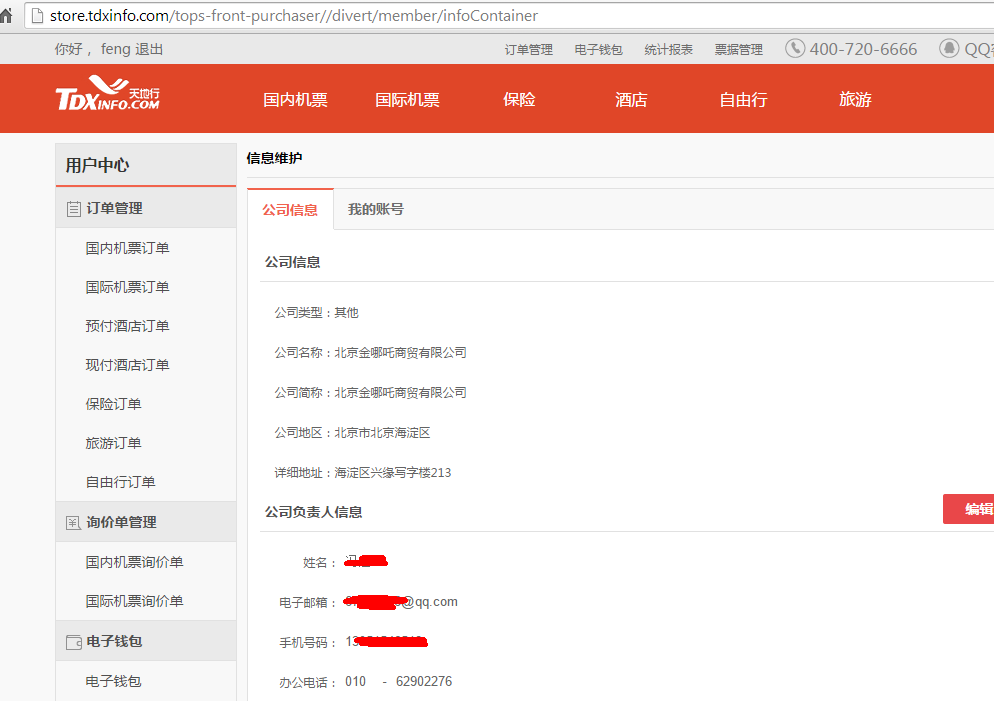 store.tdxinfo.com/tops-front-purchaser//divert/member/infoContainer
你好， feng 退出
订单管理 电子钱包 统计报表 票据管理 400-720-6666
TDXINFO.COM 天地行
国内机票 国际机票 保险 酒店 自由行 旅游
用户中心
订单管理
国内机票订单
国际机票订单
预付酒店订单
现付酒店订单
保险订单
旅游订单
自由行订单
询价单管理
国内机票询价单
国际机票询价单
电子钱包
电子钱包
信息维护
公司信息 我的账号
公司信息
公司类型：其他
公司名称：北京金哪吒商贸有限公司
公司简称：北京金哪吒商贸有限公司
公司地区：北京市北京海淀区
详细地址：海淀区兴缘写字楼213
公司负责人信息
编辑
姓名：
电子邮箱： @qq.com
手机号码：
办公电话： 010 - 62902276